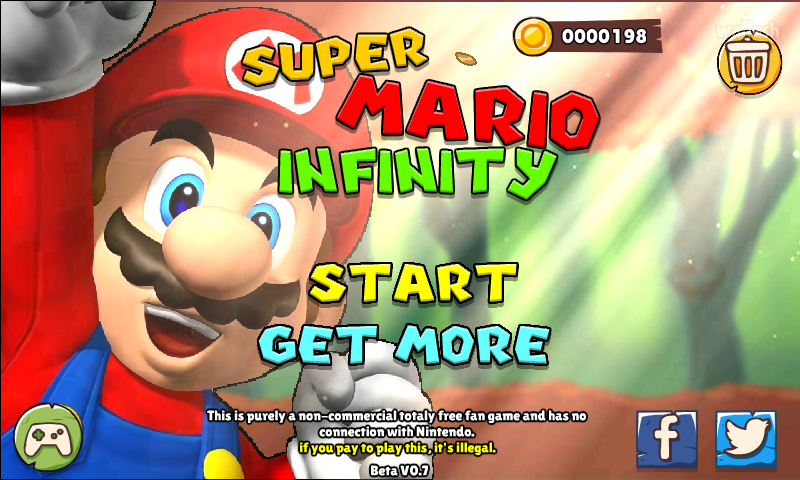 SUPER
MARIO
INFINITY
0000198
START
GET MORE
This is purely a non-commercial totaly free fan game and has no
connection with Nintendo.
if you pay to play this, it's illegal.
Beta V0.7